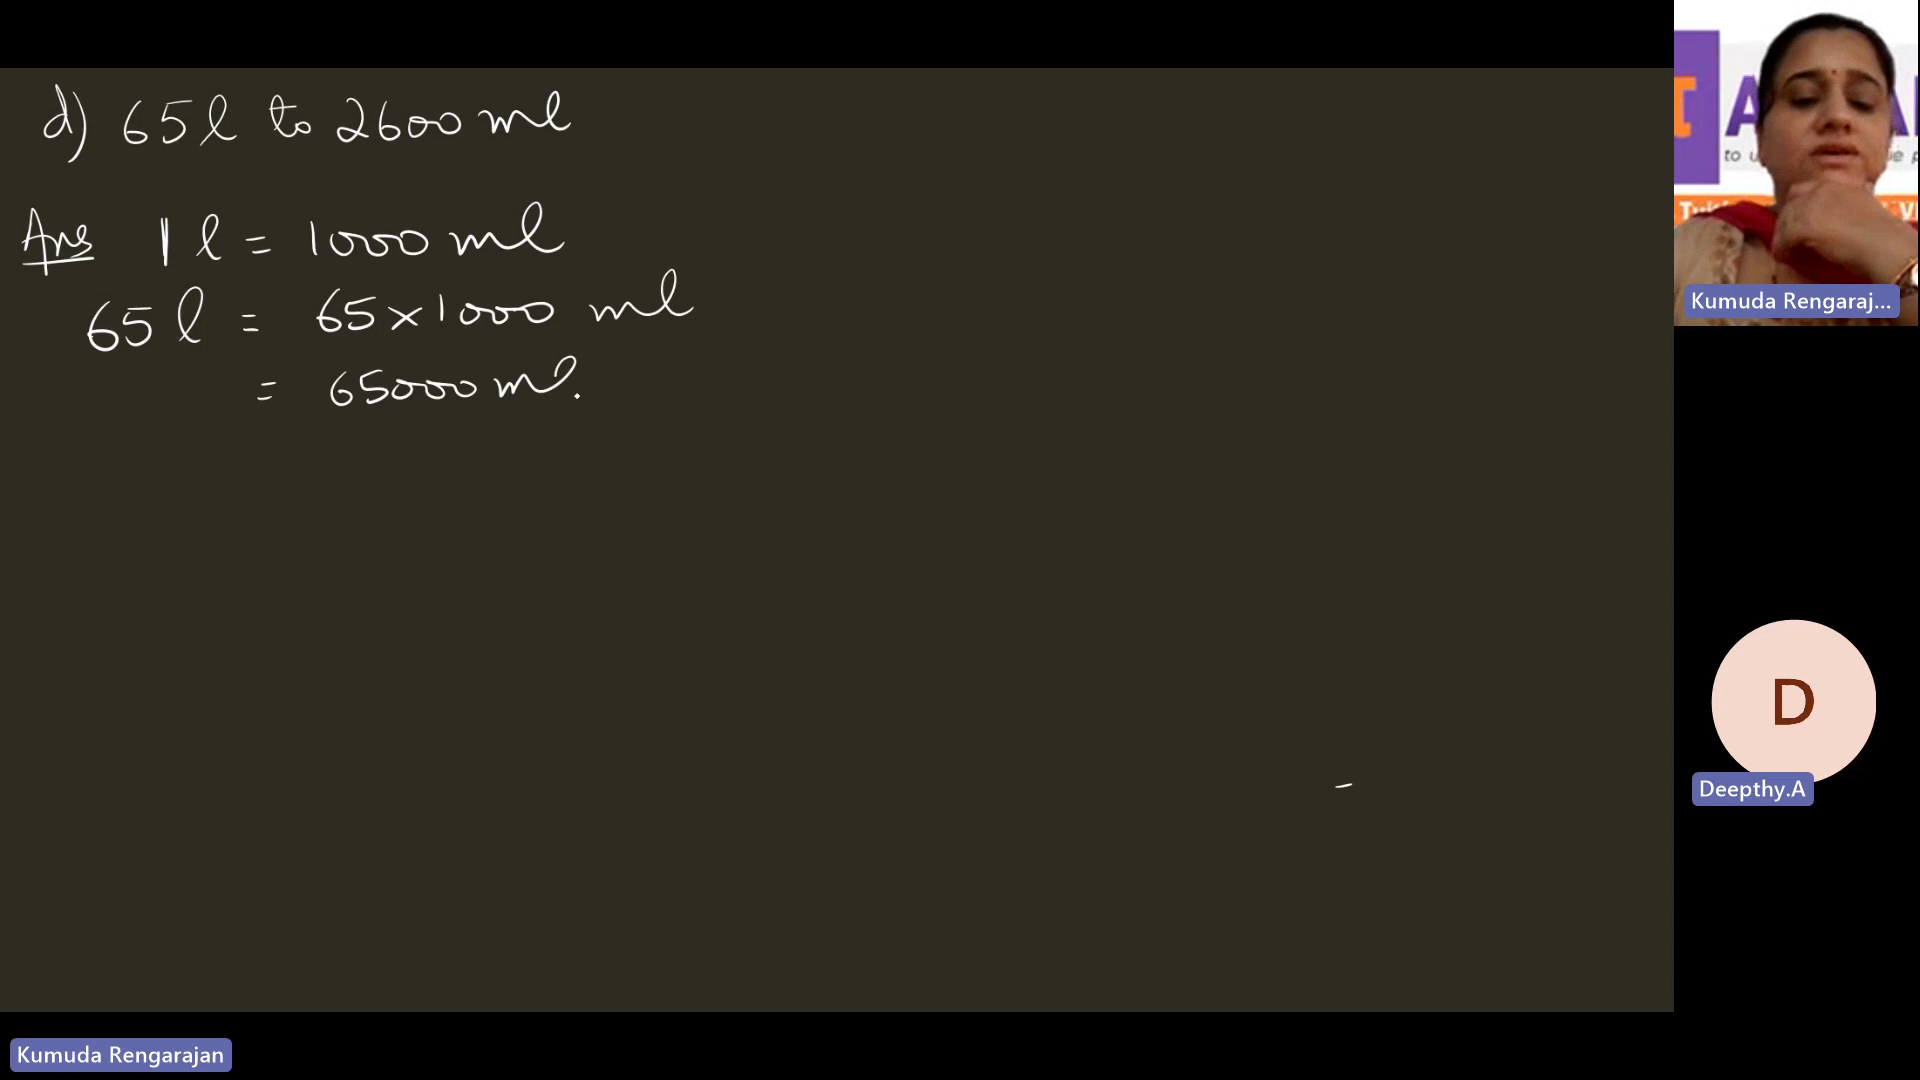 d) 65 l to 2600 ml
Ans 1 l = 1000 ml
65 l = 65 × 1000 ml
= 65000 ml.
to u
Kumuda Rengaraj...
D
Deepthy.A
Kumuda Rengarajan